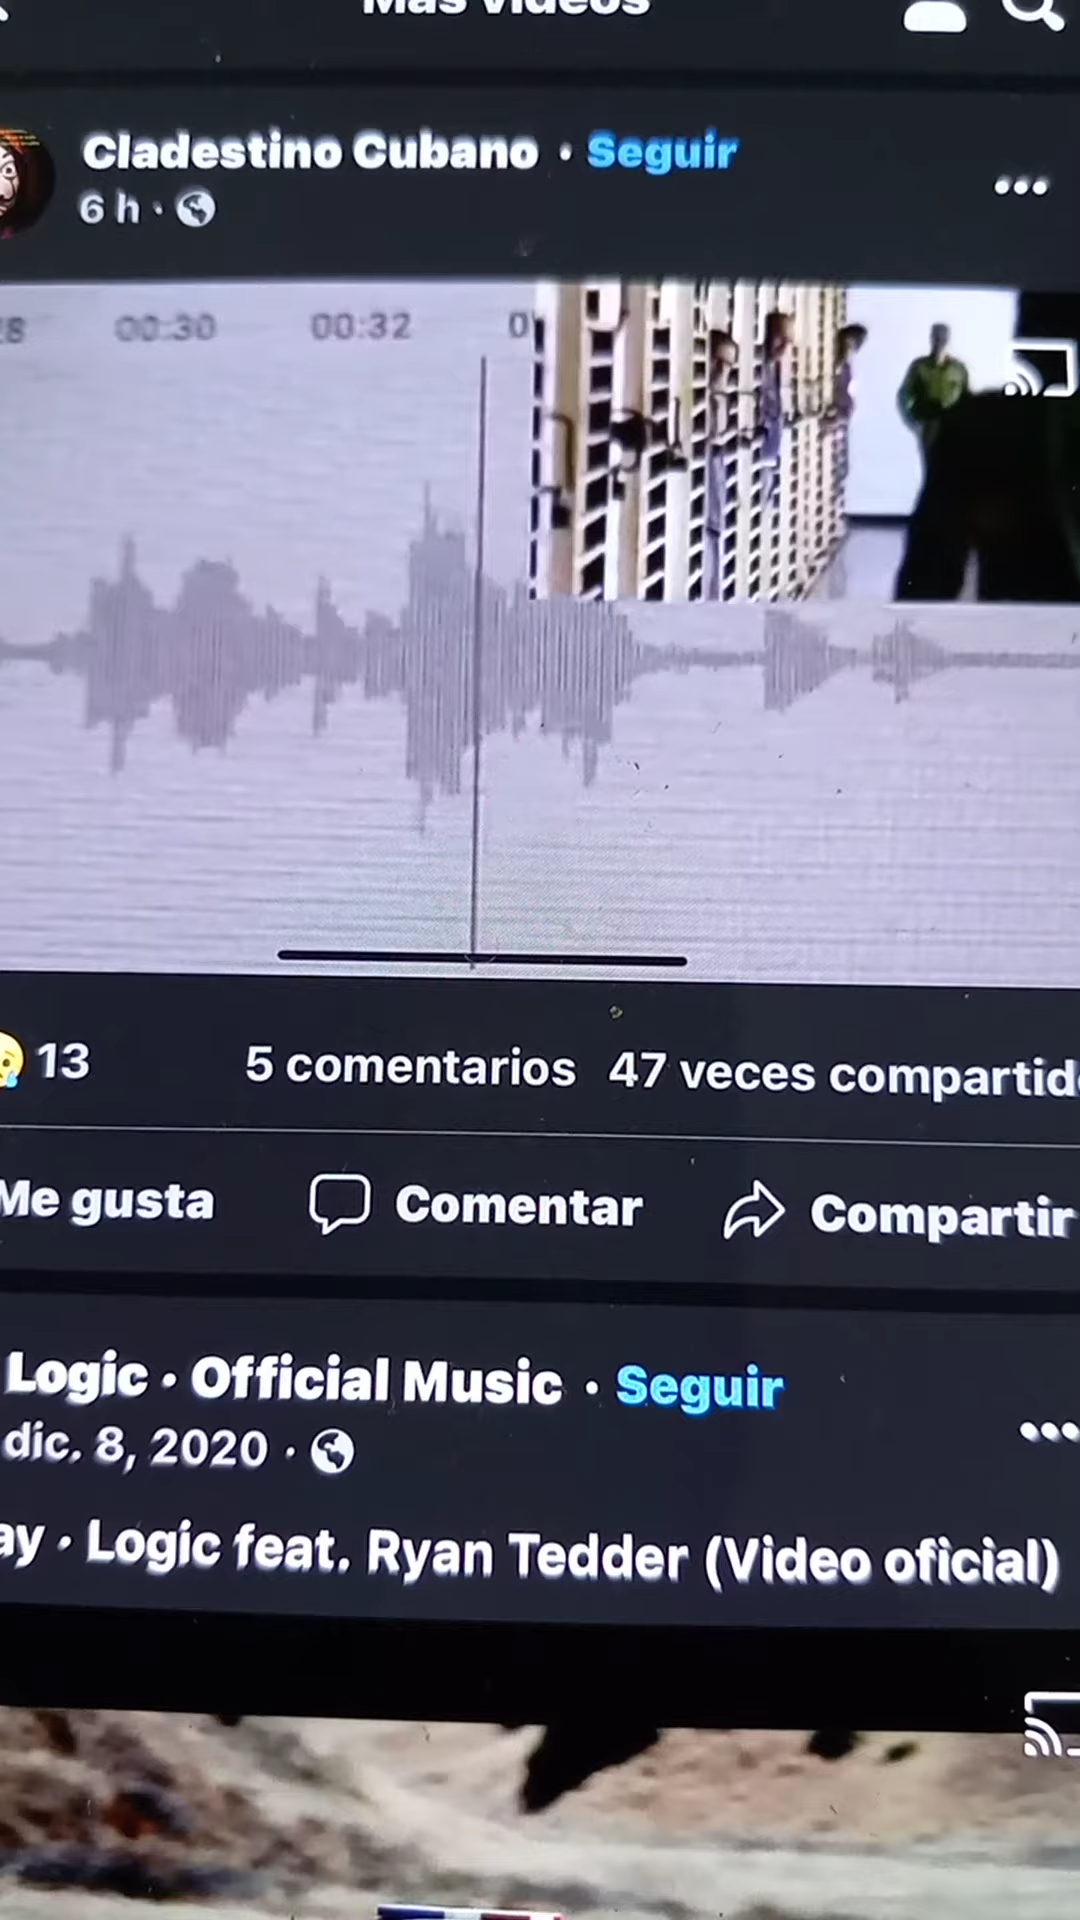 Más videos
Cladestino Cubano · Seguir
6 h ·
28 00:30 00:32 0
13 5 comentarios 47 veces compartid
Me gusta Comentar Compartir
Logic · Official Music · Seguir
dic. 8, 2020 ·
ay · Logic feat. Ryan Tedder (Video oficial)